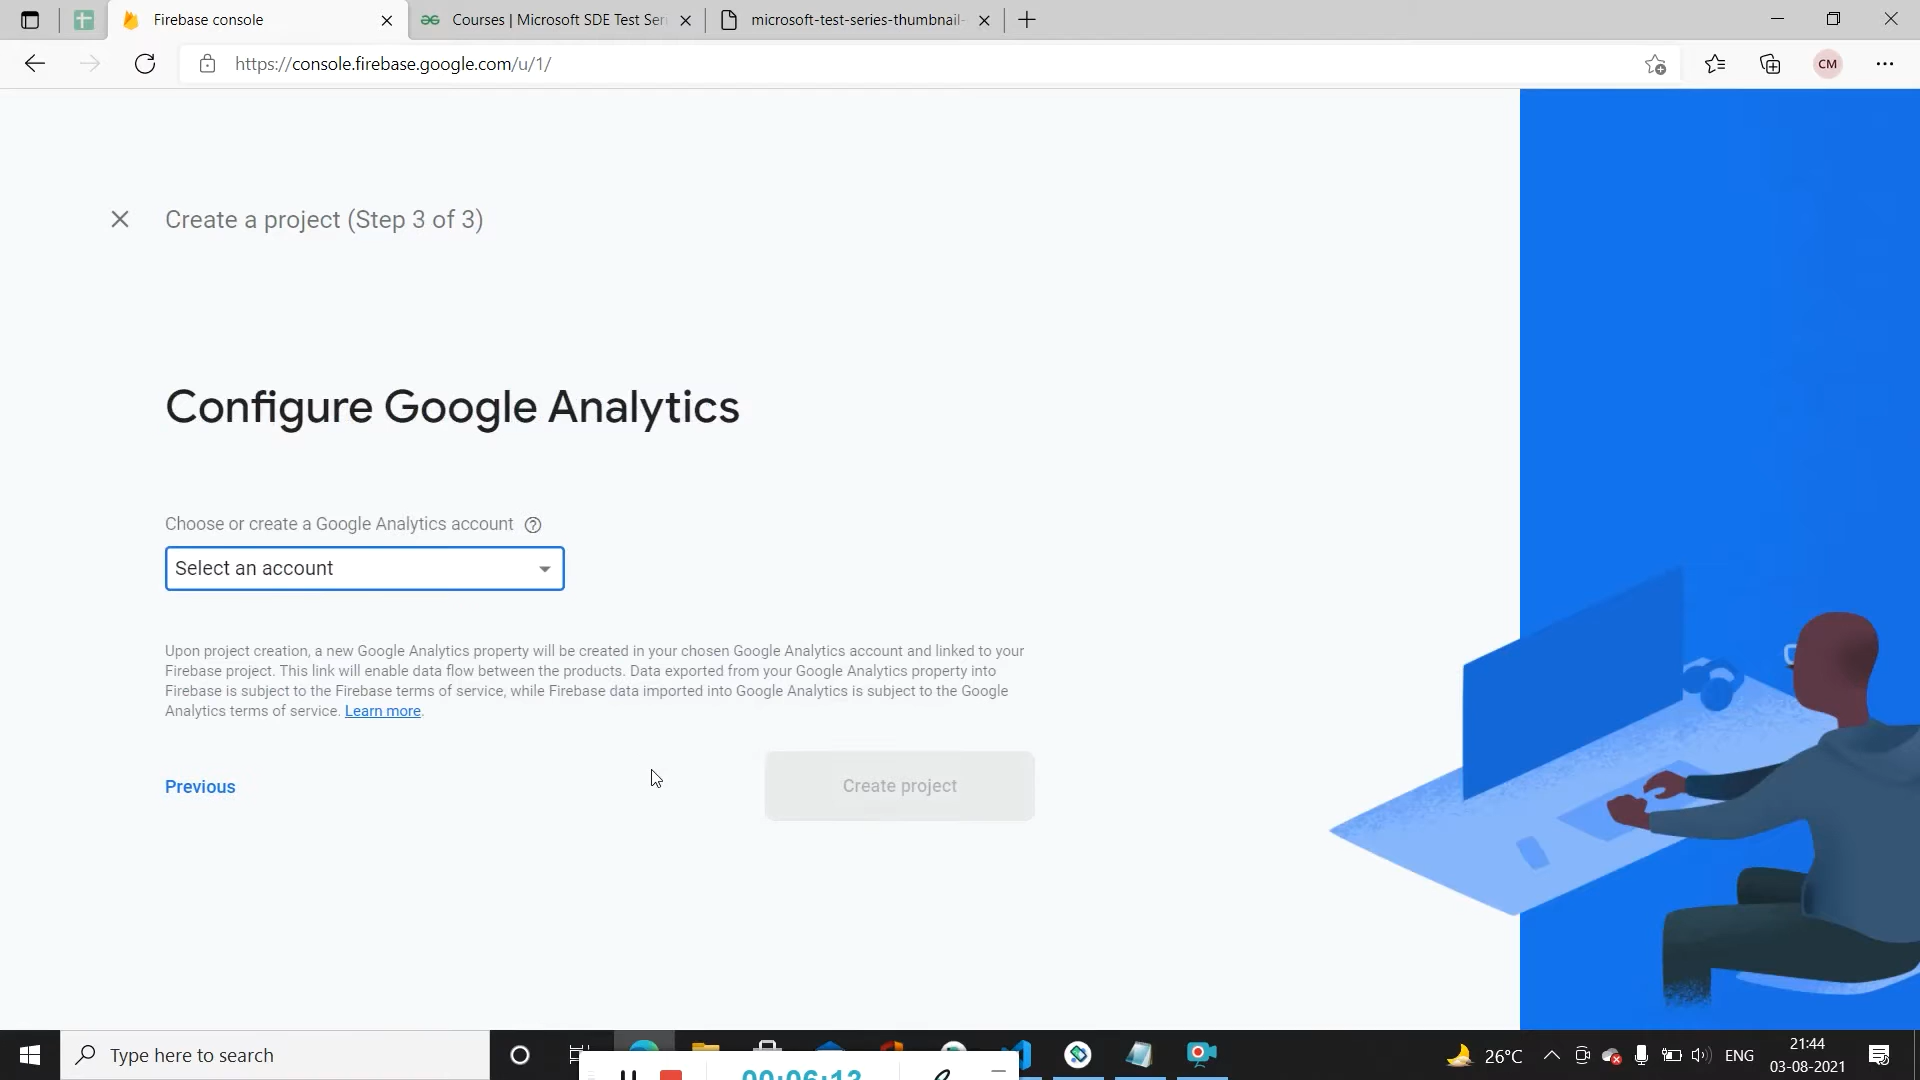 Firebase console
Courses | Microsoft SDE Test Ser
microsoft-test-series-thumbnail-
https://console.firebase.google.com/u/1/
CM
Create a project (Step 3 of 3)
Configure Google Analytics
Choose or create a Google Analytics account
Select an account
Upon project creation, a new Google Analytics property will be created in your chosen Google Analytics account and linked to your
Firebase project. This link will enable data flow between the products. Data exported from your Google Analytics property into
Firebase is subject to the Firebase terms of service, while Firebase data imported into Google Analytics is subject to the Google
Analytics terms of service. Learn more.
Previous
Create project
Type here to search
00:06:13
26°C
ENG
21:44
03-08-2021